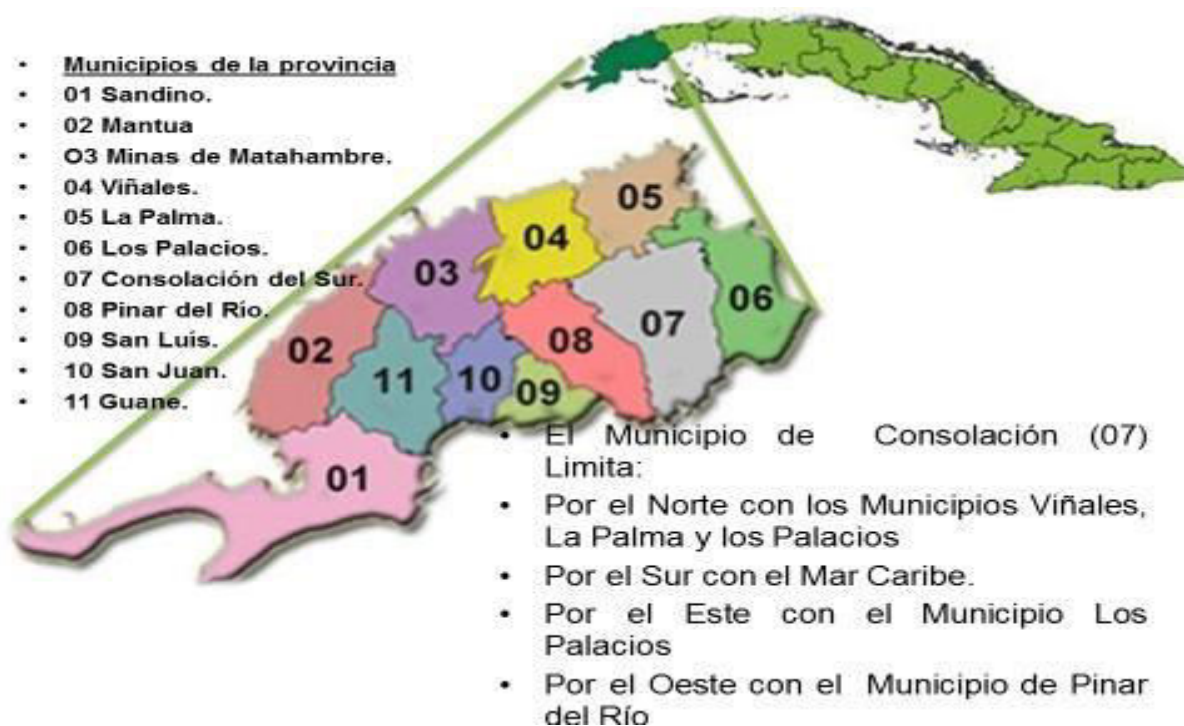 • Municipios de la provincia
• 01 Sandino.
• 02 Mantua
• O3 Minas de Matahambre.
• 04 Viñales.
• 05 La Palma.
• 06 Los Palacios.
• 07 Consolación del Sur.
• 08 Pinar del Río.
• 09 San Luis.
• 10 San Juan.
• 11 Guane.
05
04
03
06
07
02
08
11
10
09
01
• El Municipio de Consolación (07)
Limita:
• Por el Norte con los Municipios Viñales,
La Palma y los Palacios
• Por el Sur con el Mar Caribe.
• Por el Este con el Municipio Los
Palacios
• Por el Oeste con el Municipio de Pinar
del Río